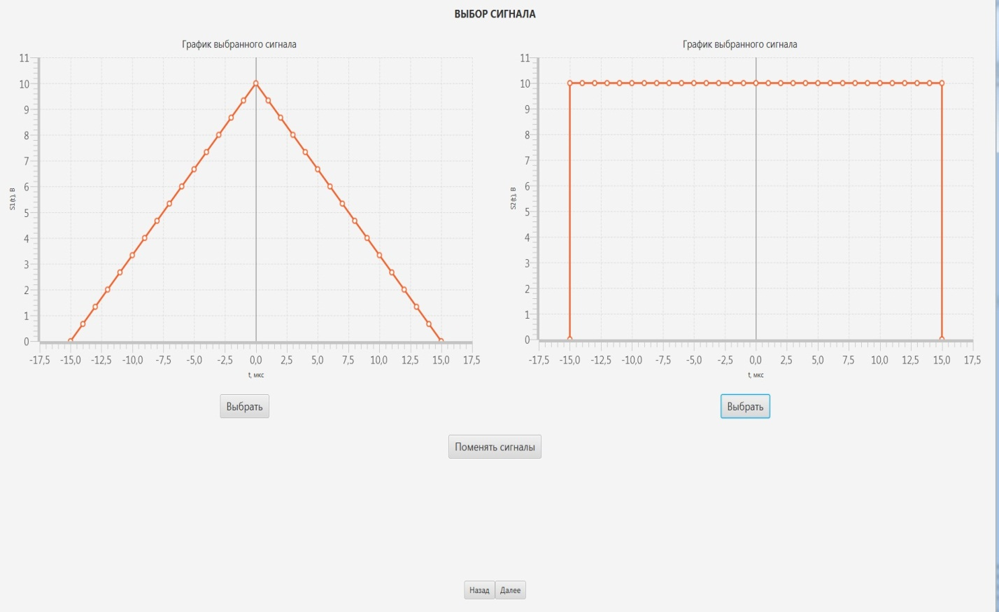 ВЫБОР СИГНАЛА
График выбранного сигнала
11
10
9
8
7
6
5
4
3
2
1
0
S1(t), В
-17,5 -15,0 -12,5 -10,0 -7,5 -5,0 -2,5 0,0 2,5 5,0 7,5 10,0 12,5 15,0 17,5
t, мкс
Выбрать
График выбранного сигнала
11
10
9
8
7
6
5
4
3
2
1
0
S2(t), В
-17,5 -15,0 -12,5 -10,0 -7,5 -5,0 -2,5 0,0 2,5 5,0 7,5 10,0 12,5 15,0 17,5
t, мкс
Выбрать
Поменять сигналы
Назад Далее